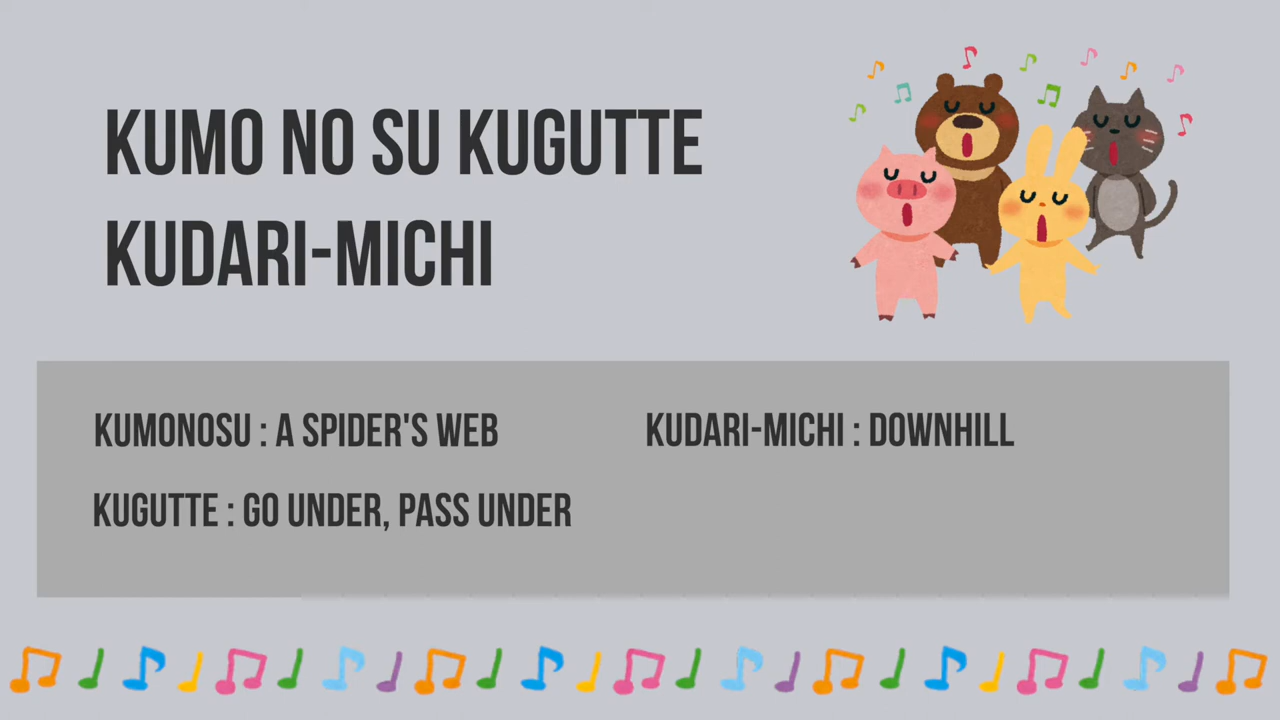 KUMO NO SU KUGUTTE
KUDARI-MICHI
KUMONOSU : A SPIDER'S WEB
KUDARI-MICHI : DOWNHILL
KUGUTTE : GO UNDER, PASS UNDER